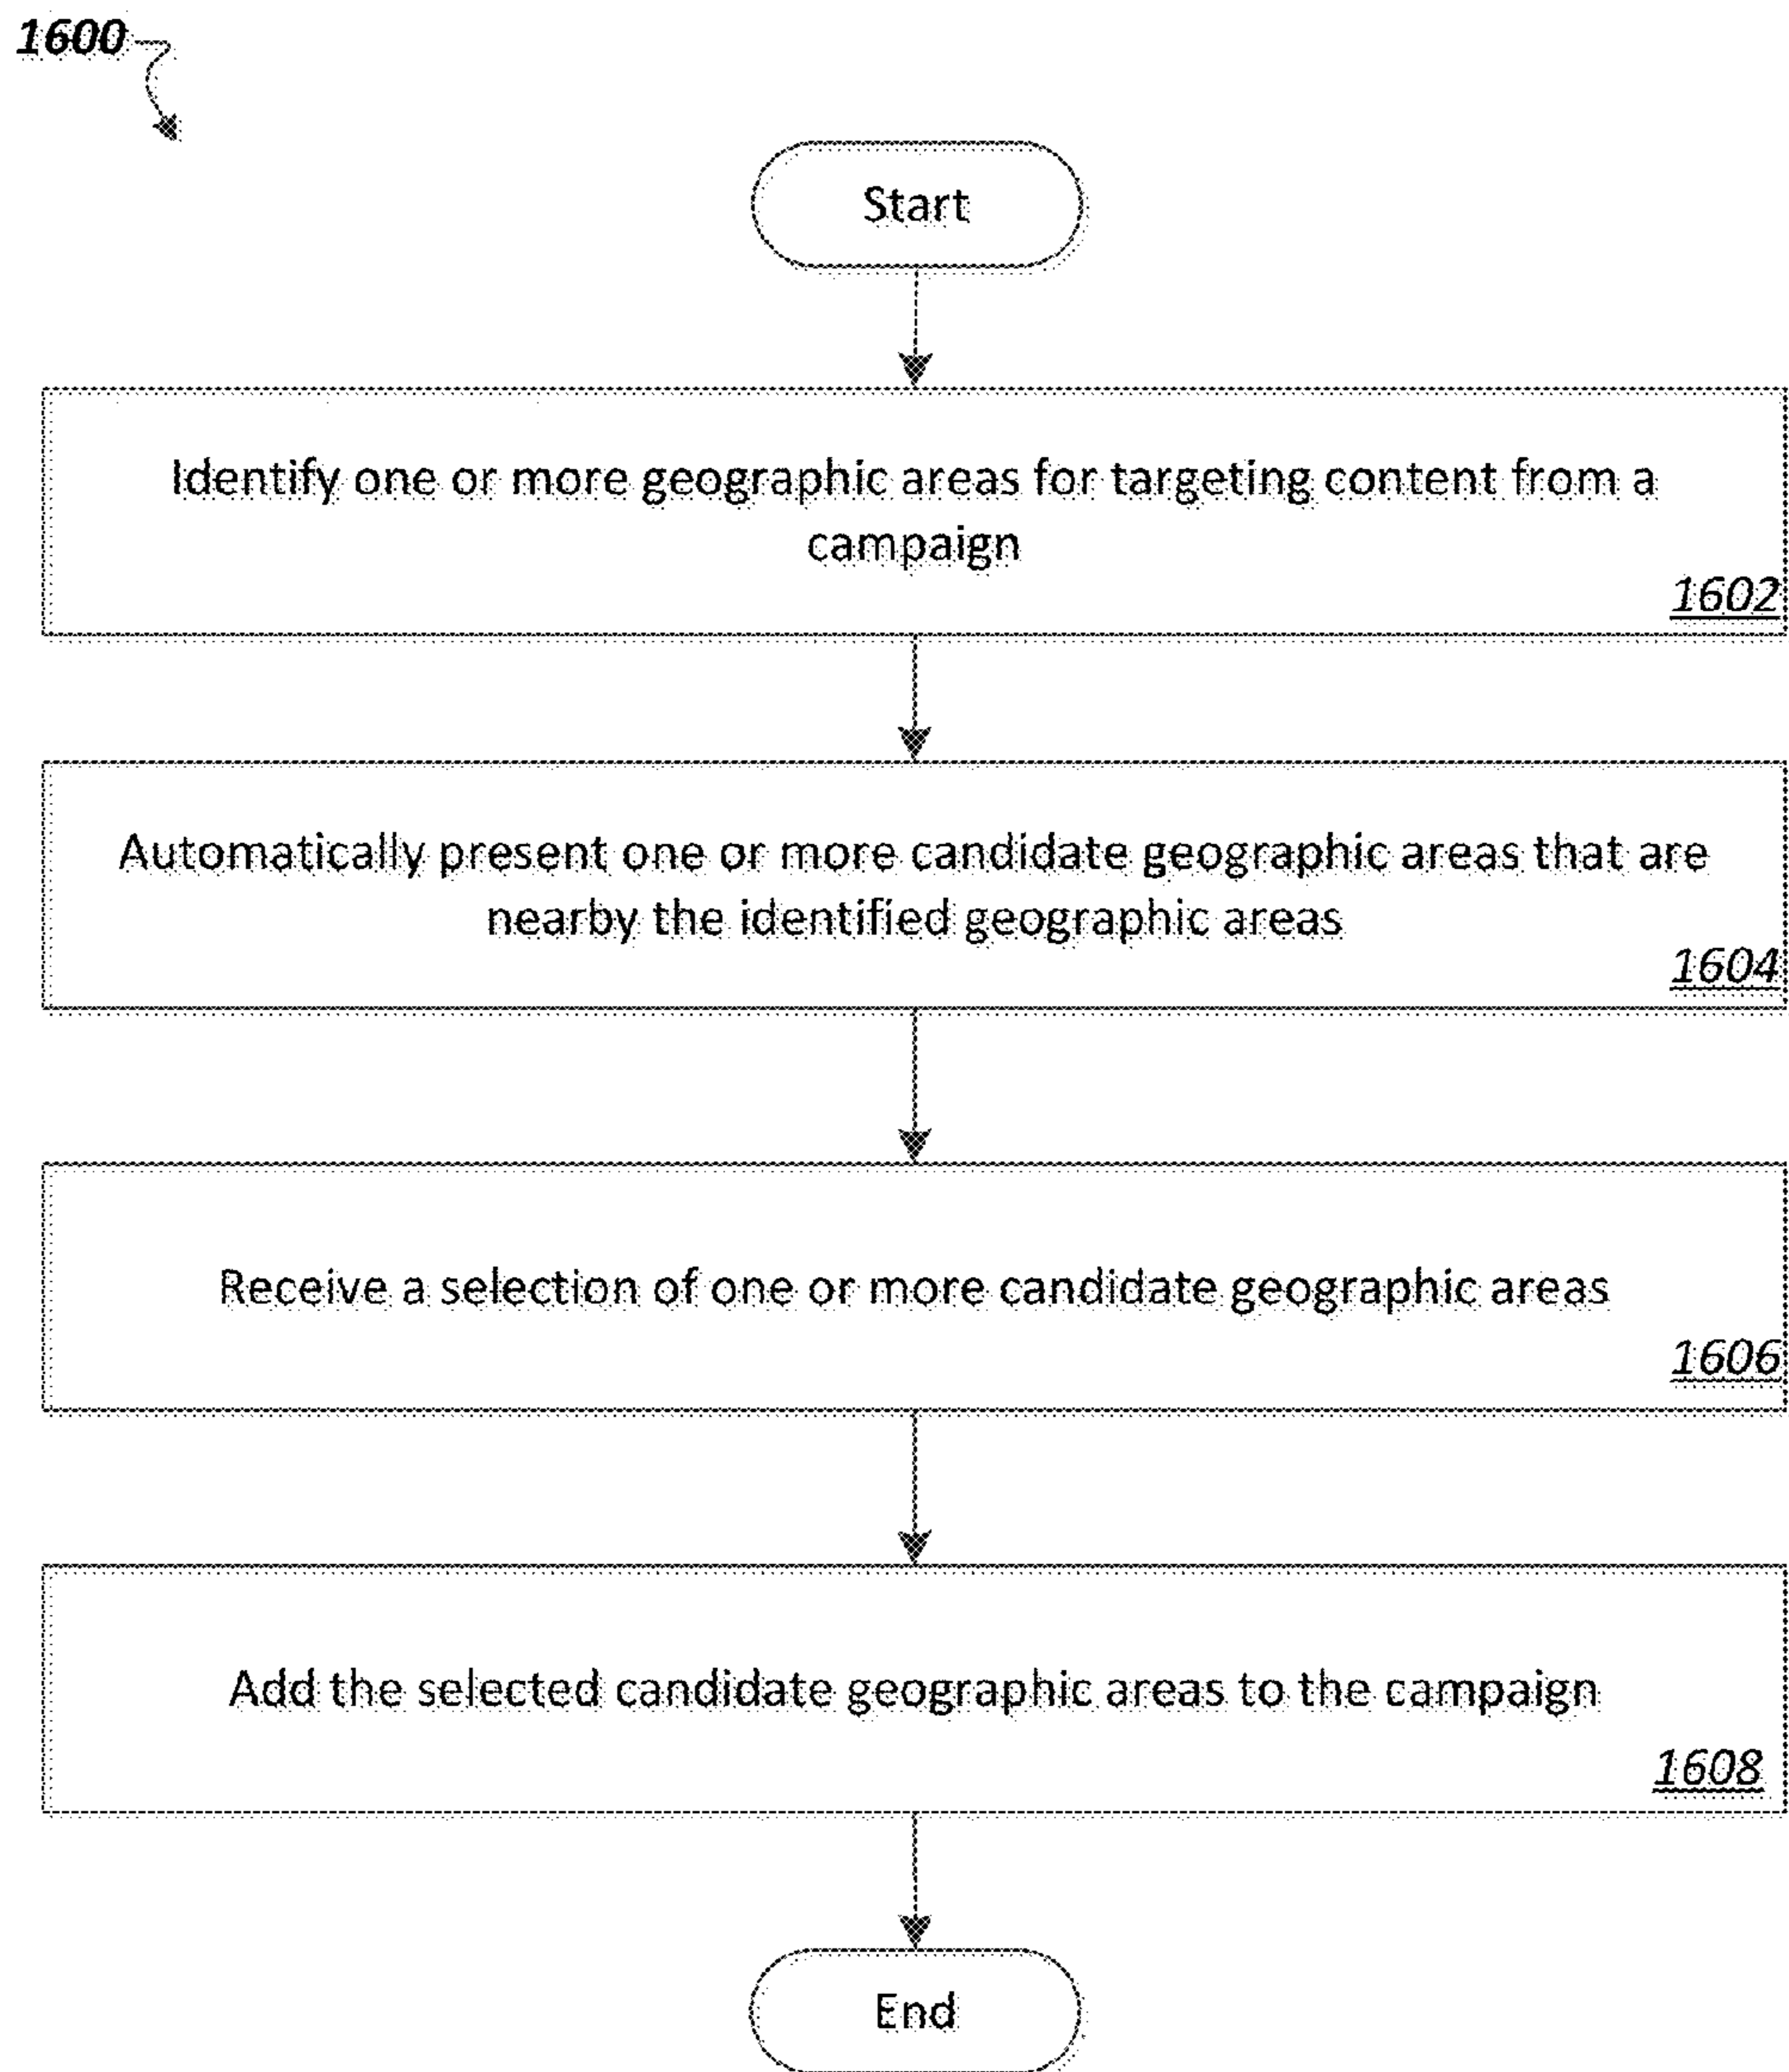 1600
Start
Identify one or more geographic areas for targeting content from a
campaign
1602
Automatically present one or more candidate geographic areas that are
nearby the identified geographic areas
1604
Receive a selection of one or more candidate geographic areas
1606
Add the selected candidate geographic areas to the campaign
1608
End